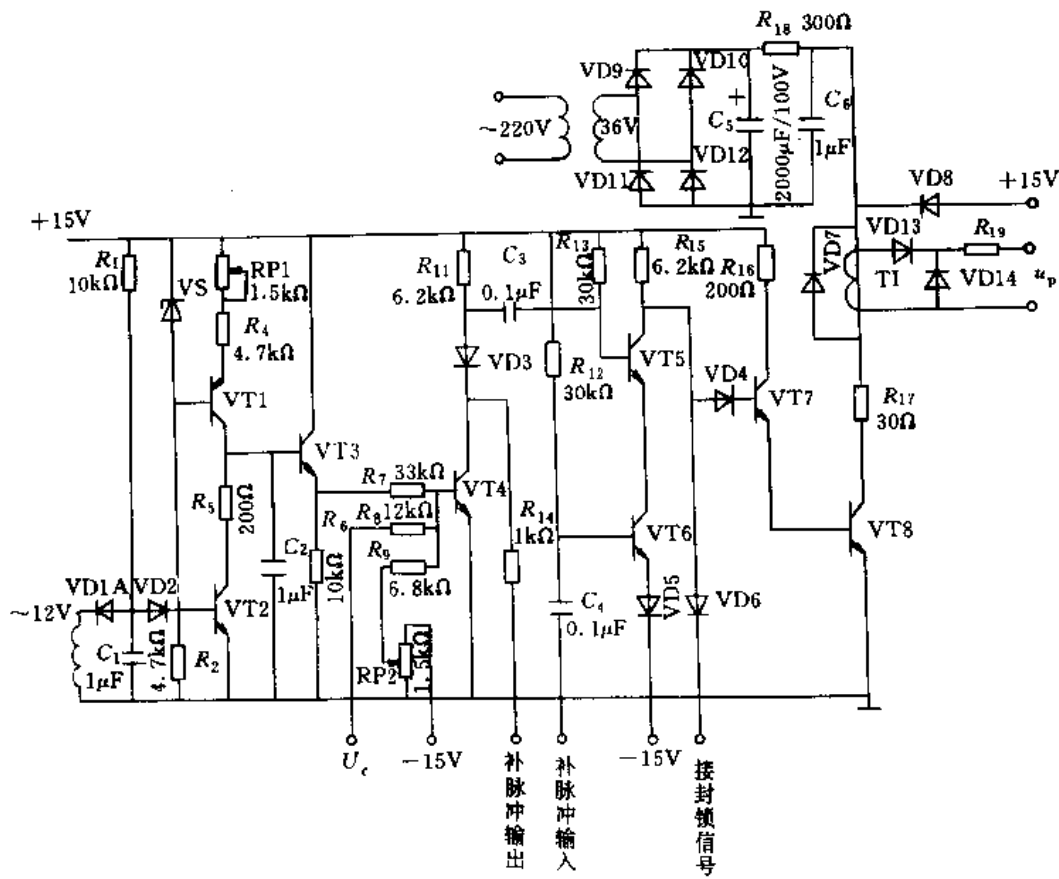 R18 300Ω
VD9
VD10
~220V
36V
+
C5
2000μF/100V
C6
1μF
VD11
VD12
VD8
+15V
VD13
R19
VD7
TI
VD14
up
+15V
R1
10kΩ
VS
RP1
1.5kΩ
R4
4.7kΩ
VT1
R5
200Ω
VT3
R11
6.2kΩ
C3
0.1μF
R13
30kΩ
R15
6.2kΩ
R16
200Ω
VD3
R12
30kΩ
VT5
VD4
VT7
R17
30Ω
R7 33kΩ
R8 12kΩ
R6
10kΩ
R9
6.8kΩ
VT4
R14
1kΩ
VT6
VT8
C2
1μF
~12V
VD1
A
VD2
VT2
C1
1μF
4.7kΩ
R2
RP2
1.5kΩ
C4
0.1μF
VD5
VD6
Uc
-15V
补脉冲输出
补脉冲输入
-15V
接封锁信号